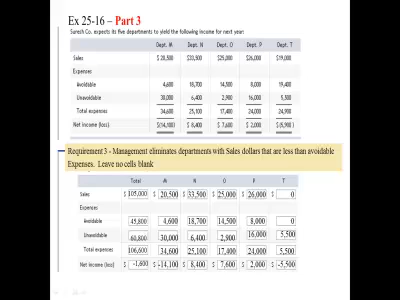 Ex 25-16 – Part 3
Suresh Co. expects its five departments to yield the following income for next year:
Dept. M Dept. N Dept. O Dept. P Dept. T
Sales $ 20,500 $33,500 $25,000 $26,000 $19,000
Expenses
Avoidable 4,600 18,700 14,500 8,000 19,400
Unavoidable 30,000 6,400 2,900 16,000 5,500
Total expenses 34,600 25,100 17,400 24,000 24,900
Net income (loss) $(14,100) $ 8,400 $ 7,600 $ 2,000 $(5,900)
Requirement 3 - Management eliminates departments with Sales dollars that are less than avoidable
Expenses. Leave no cells blank
Total M N O P T
Sales $ 105,000 $ 20,500 $ 33,500 $ 25,000 $ 26,000 $ 0
Expenses
Avoidable 45,800 4,600 18,700 14,500 8,000 0
Unavoidable 60,800 30,000 6,400 2,900 16,000 5,500
Total expenses 106,600 34,600 25,100 17,400 24,000 5,500
Net income (loss) $ -1,600 $ -14,100 $ 8,400 $ 7,600 $ 2,000 $ -5,500